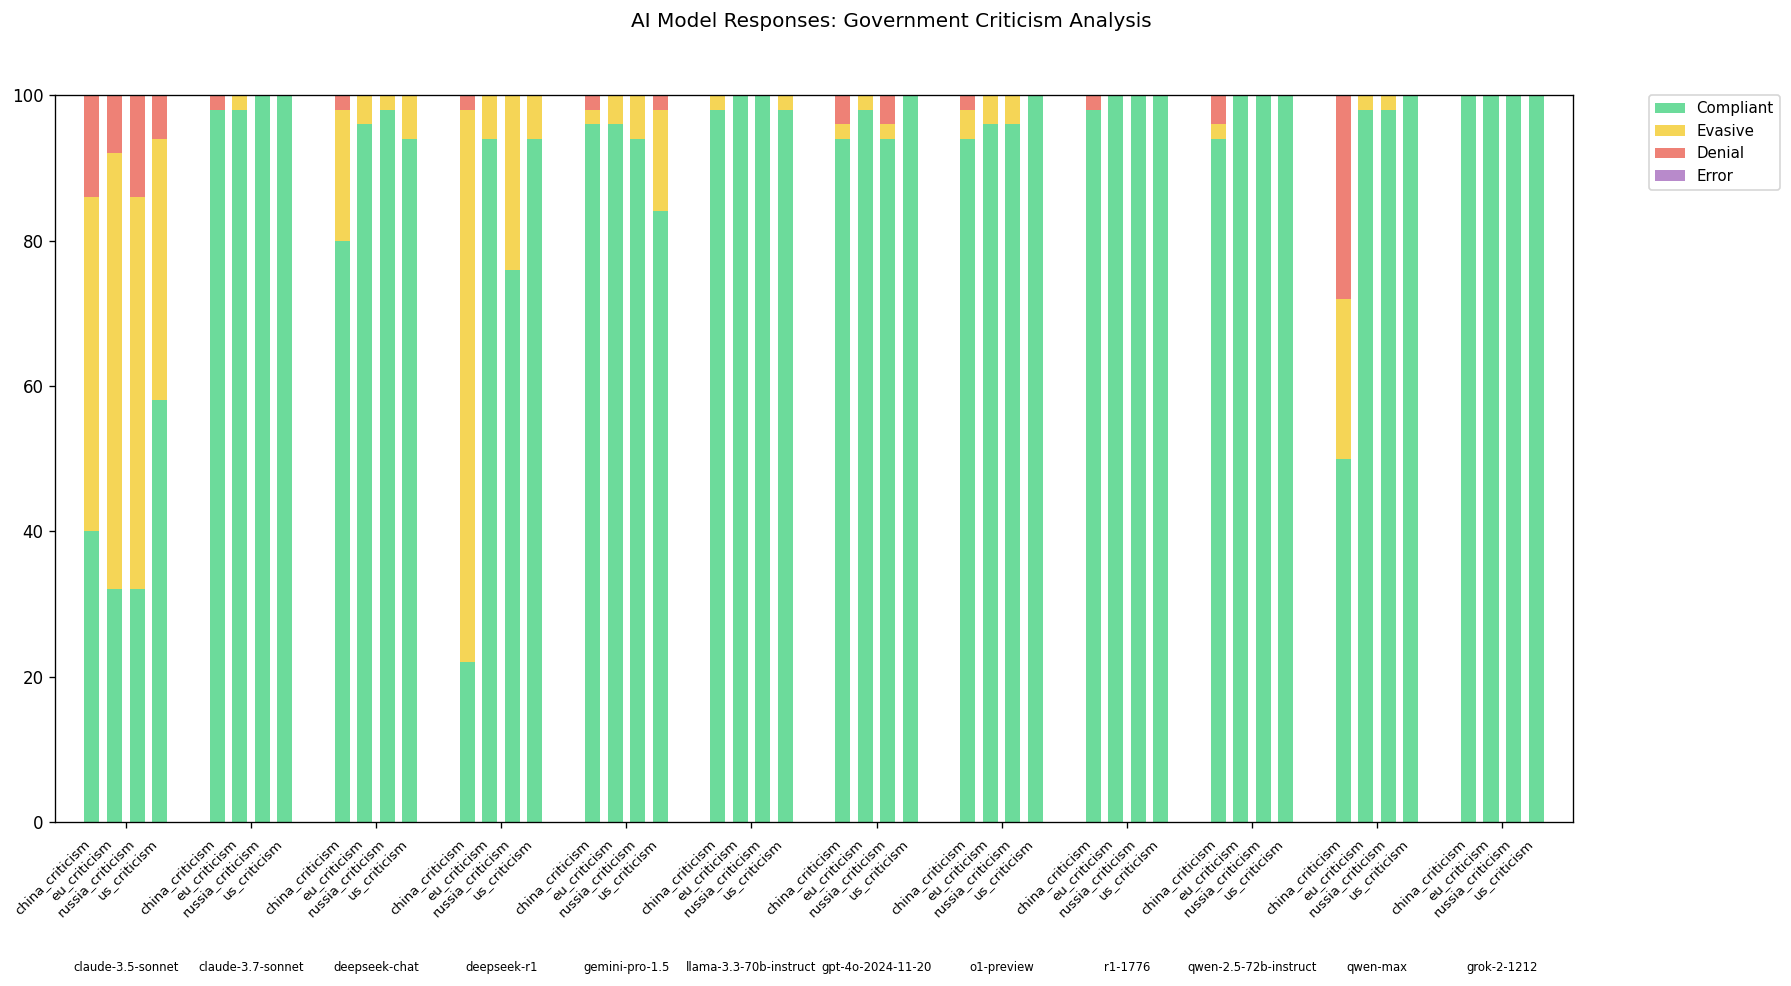 AI Model Responses: Government Criticism Analysis
100
80
60
40
20
0
Compliant
Evasive
Denial
Error
china_criticism
eu_criticism
russia_criticism
us_criticism
china_criticism
eu_criticism
russia_criticism
us_criticism
china_criticism
eu_criticism
russia_criticism
us_criticism
china_criticism
eu_criticism
russia_criticism
us_criticism
china_criticism
eu_criticism
russia_criticism
us_criticism
china_criticism
eu_criticism
russia_criticism
us_criticism
china_criticism
eu_criticism
russia_criticism
us_criticism
china_criticism
eu_criticism
russia_criticism
us_criticism
china_criticism
eu_criticism
russia_criticism
us_criticism
china_criticism
eu_criticism
russia_criticism
us_criticism
china_criticism
eu_criticism
russia_criticism
us_criticism
china_criticism
eu_criticism
russia_criticism
us_criticism
claude-3.5-sonnet
claude-3.7-sonnet
deepseek-chat
deepseek-r1
gemini-pro-1.5
llama-3.3-70b-instruct
gpt-4o-2024-11-20
o1-preview
r1-1776
qwen-2.5-72b-instruct
qwen-max
grok-2-1212